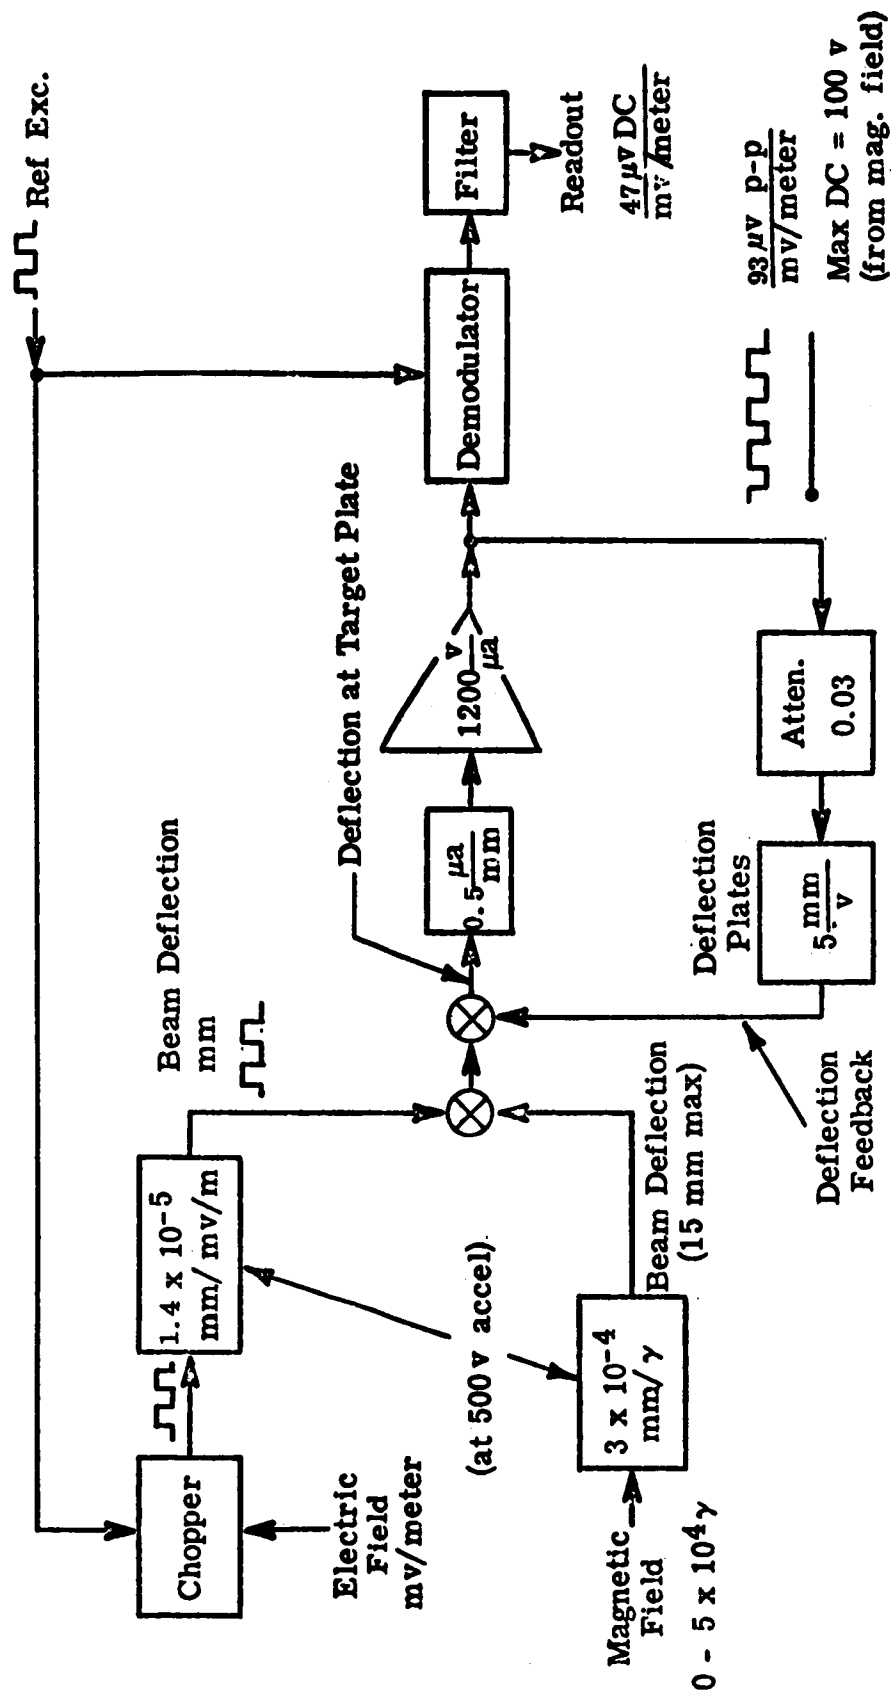 Ref Exc.
Chopper
Electric
Field
mv/meter
1.4 x 10⁻⁵
mm/ mv/m
Beam Deflection
mm
(at 500 v accel).
Magnetic
Field
0 - 5 x 10⁴ γ
3 x 10⁻⁴
mm/ γ
Beam Deflection
(15 mm max)
Deflection at Target Plate
0.5 μa
mm
1200 v
μa
Demodulator
Filter
Readout
47 μv DC
mv/meter
Deflection
Feedback
Deflection
Plates
5 mm
v
Atten.
0.03
93 μv p-p
mv/meter
Max DC = 100 v
(from mag. field)